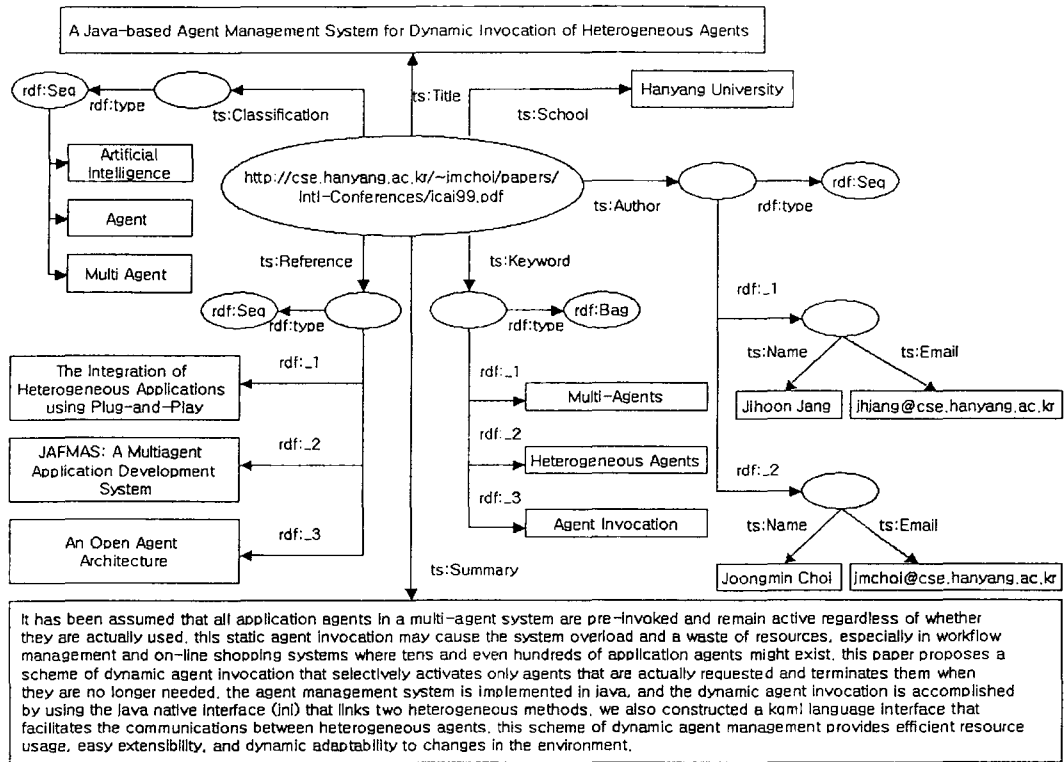 A Java-based Agent Management System for Dynamic Invocation of Heterogeneous Agents
rdf:Seq
rdf:type
ts:Classification
ts:Title
ts:School
Hanyang University
Artificial
Intelligence
Agent
Multi Agent
http://cse.hanyang.ac.kr/~jmchoi/papers/
Intl-Conferences/icai99.pdf
ts:Author
rdf:type
rdf:Seq
ts:Reference
ts:Keyword
rdf:Seq
rdf:type
rdf:type
rdf:Bag
rdf:_1
The Integration of
Heterogeneous Applications
using Plug-and-Play
rdf:_2
JAFMAS: A Multiagent
Application Development
System
rdf:_3
An Open Agent
Architecture
rdf:_1
Multi-Agents
rdf:_2
Heterogeneous Agents
rdf:_3
Agent Invocation
rdf:_1
ts:Name
ts:Email
Jihoon Jang
jhjang@cse.hanyang.ac.kr
rdf:_2
ts:Name
ts:Email
Joongmin Choi
jmchoi@cse.hanyang.ac.kr
ts:Summary
It has been assumed that all application agents in a multi-agent system are pre-invoked and remain active regardless of whether
they are actually used. this static agent invocation may cause the system overload and a waste of resources, especially in workflow
management and on-line shopping systems where tens and even hundreds of application agents might exist. this paper proposes a
scheme of dynamic agent invocation that selectively activates only agents that are actually requested and terminates them when
they are no longer needed. the agent management system is implemented in java, and the dynamic agent invocation is accomplished
by using the java native interface (jni) that links two heterogeneous methods. we also constructed a kqml language interface that
facilitates the communications between heterogeneous agents. this scheme of dynamic agent management provides efficient resource
usage, easy extensibility, and dynamic adaptability to changes in the environment.